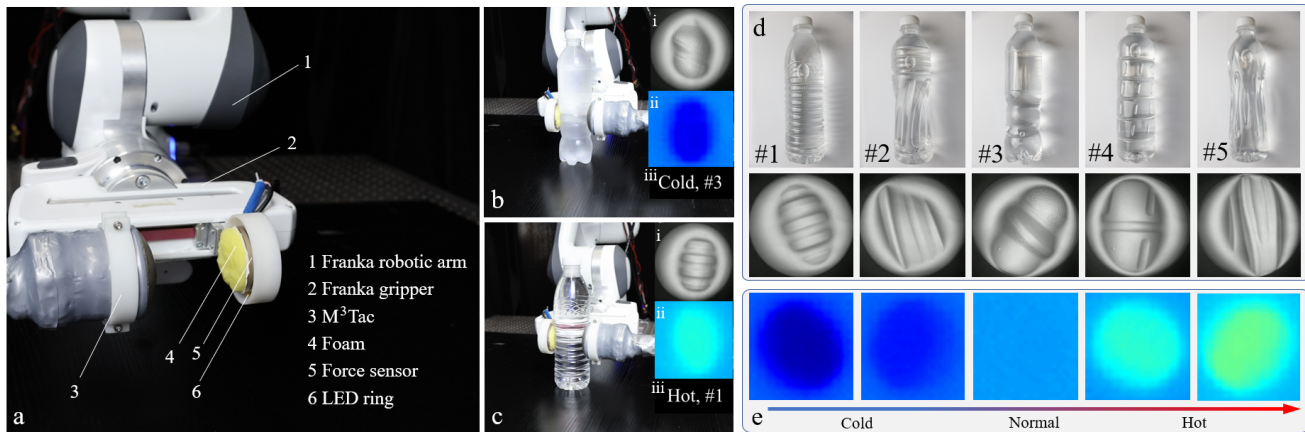 1
2
1 Franka robotic arm
2 Franka gripper
3 M³Tac
4 Foam
5 Force sensor
6 LED ring
3
4
5
6
a
i
ii
iii Cold, #3
b
i
ii
iii Hot, #1
c
d
#1 #2 #3 #4 #5
e
Cold Normal Hot